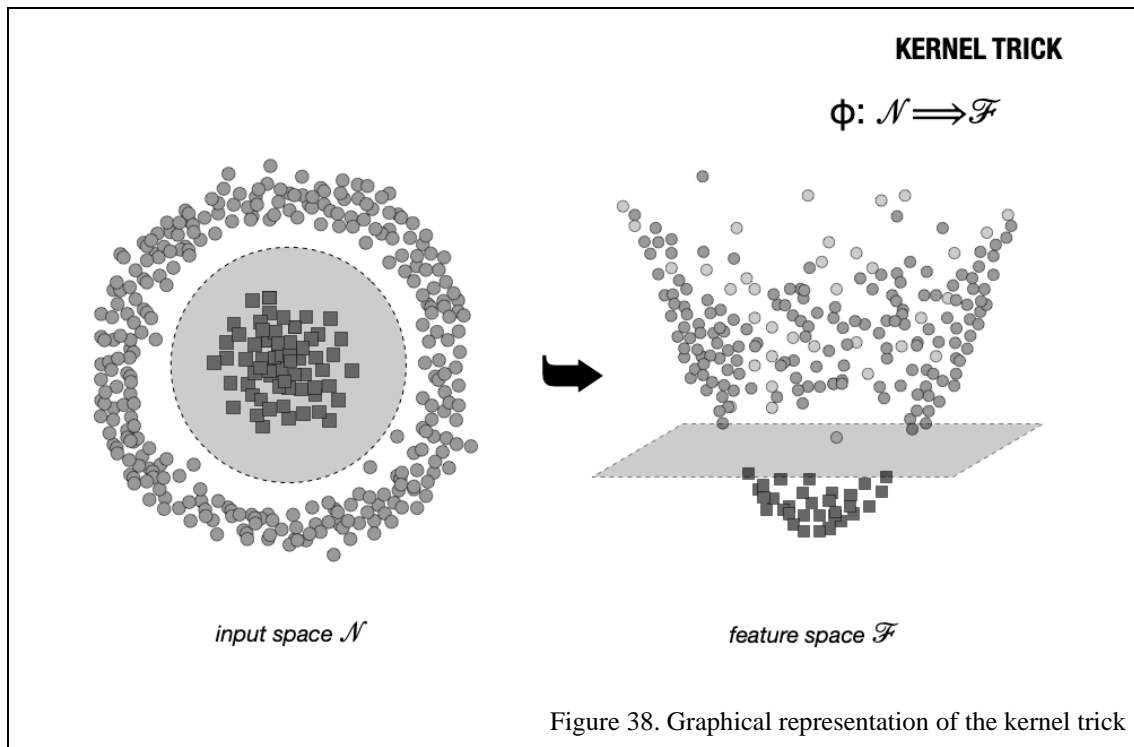 KERNEL TRICK
Φ: 𝒩 ⟹ ℱ
input space 𝒩
feature space ℱ
Figure 38. Graphical representation of the kernel trick